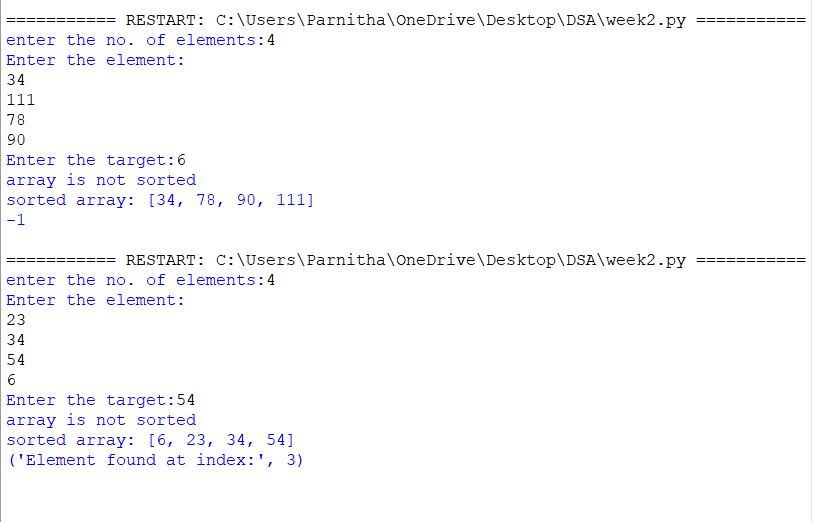 =========== RESTART: C:\Users\Parnitha\OneDrive\Desktop\DSA\week2.py ===========
enter the no. of elements:4
Enter the element:
34
111
78
90
Enter the target:6
array is not sorted
sorted array: [34, 78, 90, 111]
-1
=========== RESTART: C:\Users\Parnitha\OneDrive\Desktop\DSA\week2.py ===========
enter the no. of elements:4
Enter the element:
23
34
54
6
Enter the target:54
array is not sorted
sorted array: [6, 23, 34, 54]
('Element found at index:', 3)